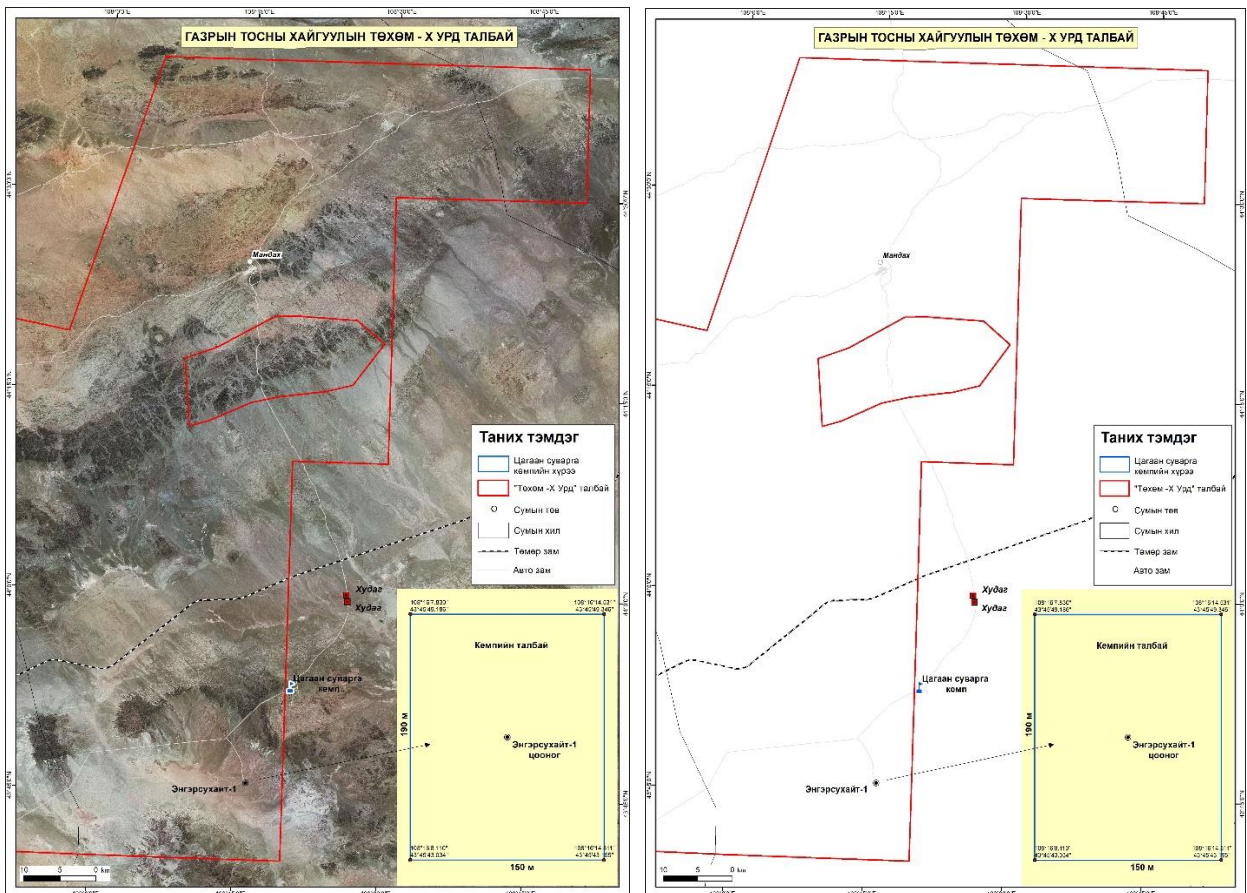 ГАЗРЫН ТОСНЫ ХАЙГУУЛЫН ТӨХӨМ - X УРД ТАЛБАЙ
Мандах
Таних тэмдэг
Цагаан суварга
кемпийн хүрээ
"Төхөм -X Урд" талбай
Сумын төв
Сумын хил
Төмөр зам
Авто зам
Худаг
Худаг
Цагаан суварга
кемп
Энгэрсухайт-1
Кемпийн талбай
190 м
Энгэрсухайт-1
цооног
150 м
10 5 0 km
ГАЗРЫН ТОСНЫ ХАЙГУУЛЫН ТӨХӨМ - X УРД ТАЛБАЙ
Мандах
Таних тэмдэг
Цагаан суварга
кемпийн хүрээ
"Төхөм -X Урд" талбай
Сумын төв
Сумын хил
Төмөр зам
Авто зам
Худаг
Худаг
Цагаан суварга
кемп
Энгэрсухайт-1
Кемпийн талбай
190 м
Энгэрсухайт-1
цооног
150 м
10 5 0 km